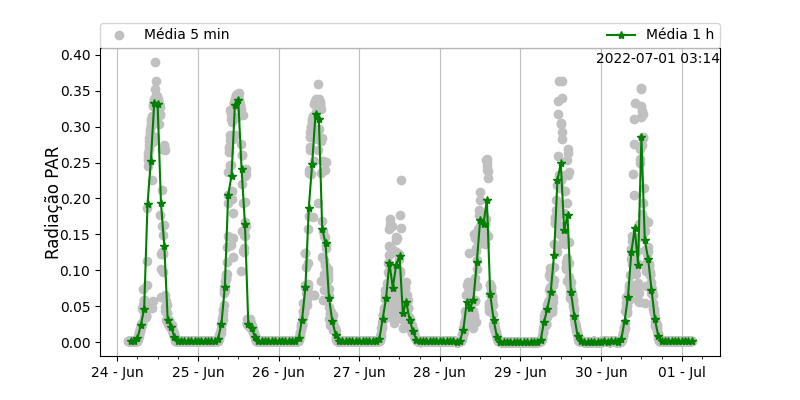 Média 5 min
Média 1 h
2022-07-01 03:14
Radiação PAR
0.40
0.35
0.30
0.25
0.20
0.15
0.10
0.05
0.00
24 - Jun 25 - Jun 26 - Jun 27 - Jun 28 - Jun 29 - Jun 30 - Jun 01 - Jul